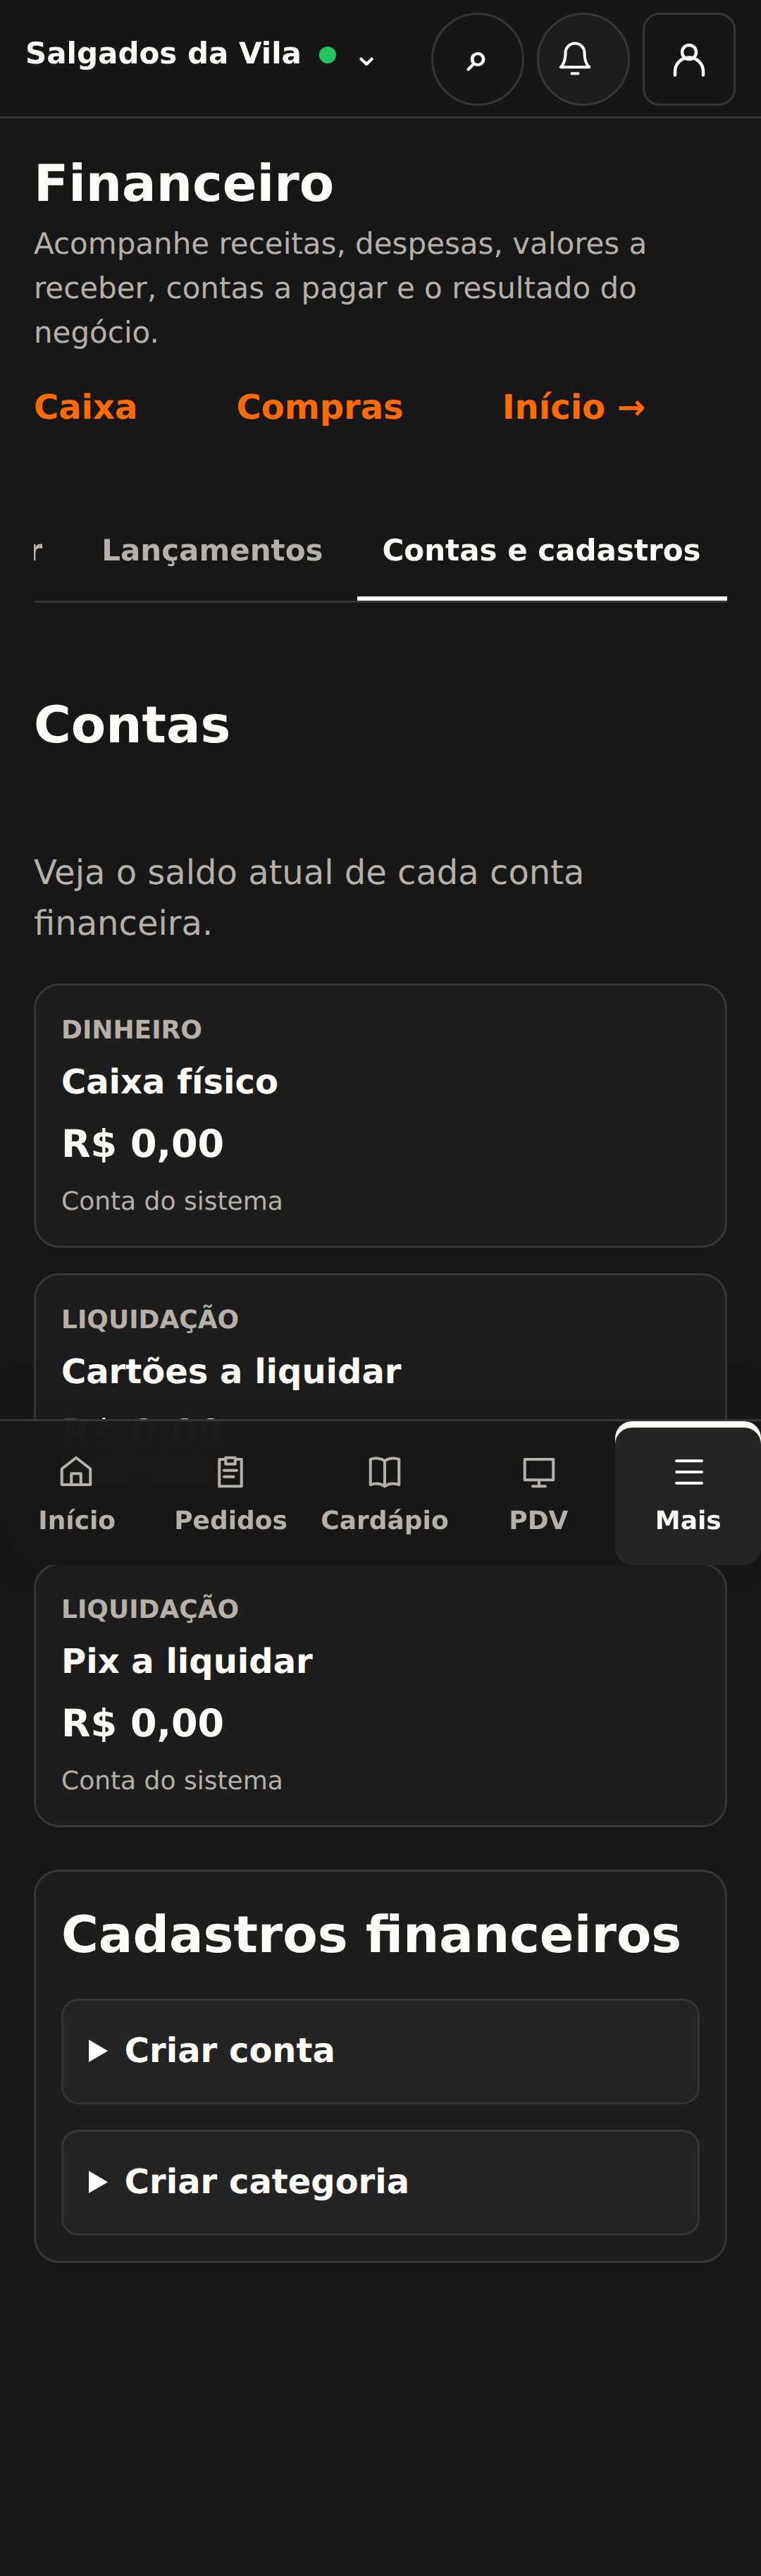 Salgados da Vila
Financeiro
Acompanhe receitas, despesas, valores a
receber, contas a pagar e o resultado do
negócio.
Caixa Compras Início →
r Lançamentos Contas e cadastros
Contas
Veja o saldo atual de cada conta
financeira.
DINHEIRO
Caixa físico
R$ 0,00
Conta do sistema
LIQUIDAÇÃO
Cartões a liquidar
R$ 0,00
Início Pedidos Cardápio PDV Mais
LIQUIDAÇÃO
Pix a liquidar
R$ 0,00
Conta do sistema
Cadastros financeiros
Criar conta
Criar categoria